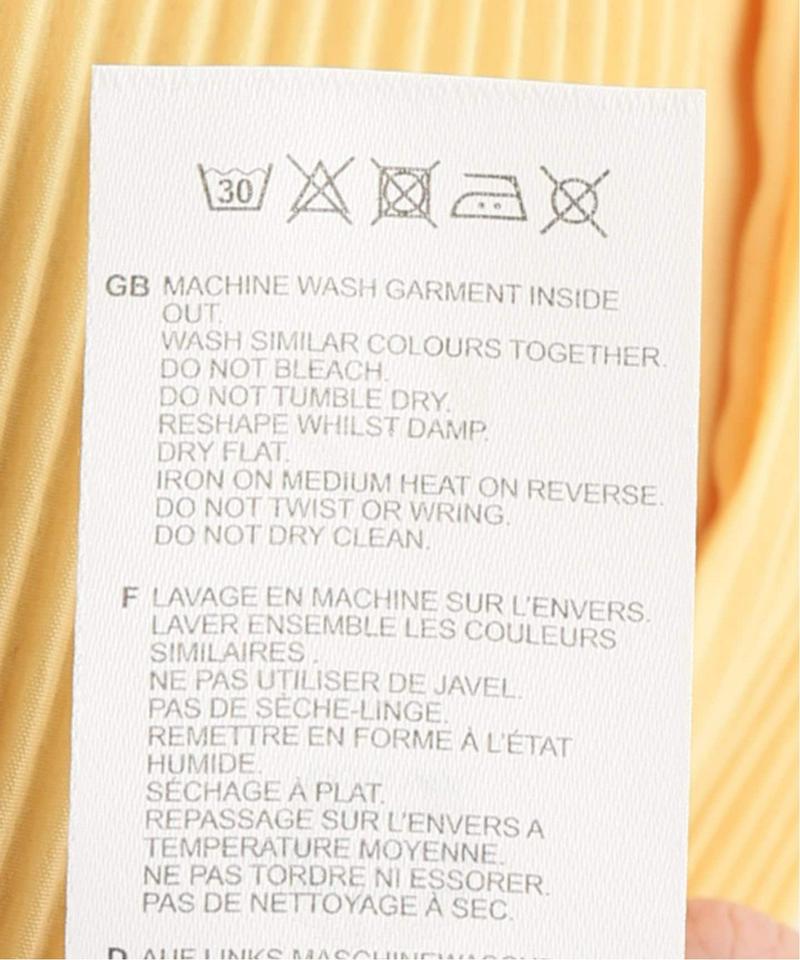 30
GB MACHINE WASH GARMENT INSIDE
OUT.
WASH SIMILAR COLOURS TOGETHER.
DO NOT BLEACH.
DO NOT TUMBLE DRY.
RESHAPE WHILST DAMP.
DRY FLAT.
IRON ON MEDIUM HEAT ON REVERSE.
DO NOT TWIST OR WRING.
DO NOT DRY CLEAN.
F LAVAGE EN MACHINE SUR L'ENVERS.
LAVER ENSEMBLE LES COULEURS
SIMILAIRES .
NE PAS UTILISER DE JAVEL.
PAS DE SÈCHE-LINGE.
REMETTRE EN FORME À L'ÉTAT
HUMIDE.
SÉCHAGE À PLAT.
REPASSAGE SUR L'ENVERS A
TEMPERATURE MOYENNE.
NE PAS TORDRE NI ESSORER.
PAS DE NETTOYAGE À SEC.
D AUF LINKS